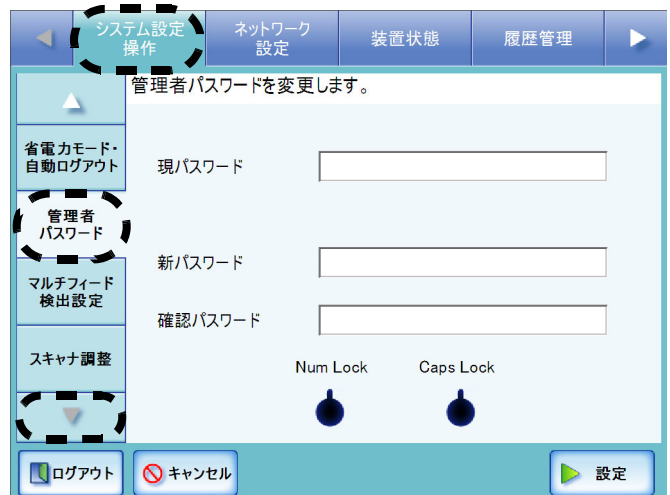 システム設定
操作
ネットワーク
設定
装置状態
履歴管理
管理者パスワードを変更します。
省電力モード・
自動ログアウト
現パスワード
管理者
パスワード
新パスワード
マルチフィード
検出設定
確認パスワード
スキャナ調整
Num Lock
Caps Lock
ログアウト
キャンセル
設定